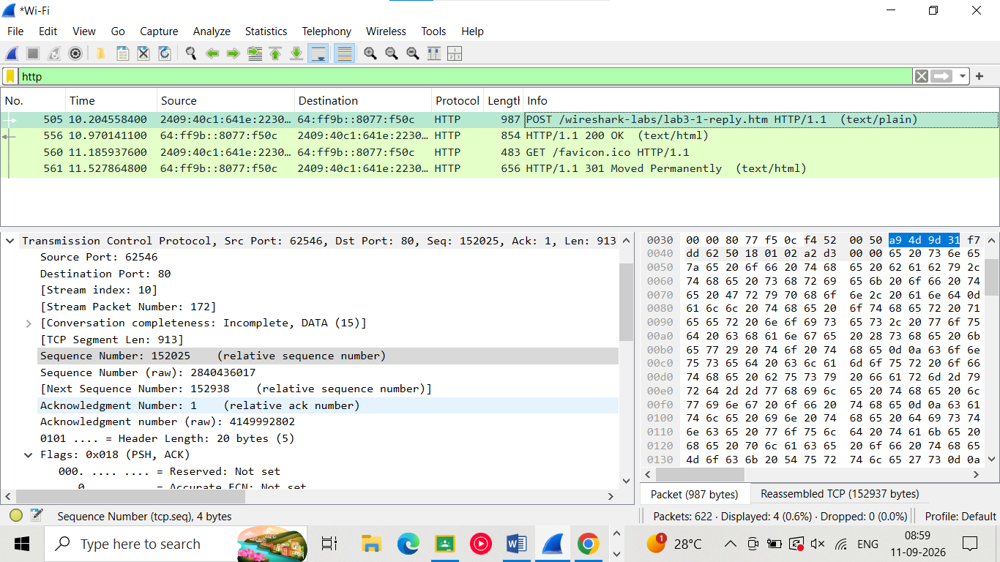 *Wi-Fi
File Edit View Go Capture Analyze Statistics Telephony Wireless Tools Help
http
No. Time Source Destination Protocol Lengtl Info
505 10.204558400 2409:40c1:641e:2230… 64:ff9b::8077:f50c HTTP 987 POST /wireshark-labs/lab3-1-reply.htm HTTP/1.1 (text/plain)
556 10.970141100 64:ff9b::8077:f50c 2409:40c1:641e:2230… HTTP 854 HTTP/1.1 200 OK (text/html)
560 11.185937600 2409:40c1:641e:2230… 64:ff9b::8077:f50c HTTP 483 GET /favicon.ico HTTP/1.1
561 11.527864800 64:ff9b::8077:f50c 2409:40c1:641e:2230… HTTP 656 HTTP/1.1 301 Moved Permanently (text/html)
Transmission Control Protocol, Src Port: 62546, Dst Port: 80, Seq: 152025, Ack: 1, Len: 913
Source Port: 62546
Destination Port: 80
[Stream index: 10]
[Stream Packet Number: 172]
[Conversation completeness: Incomplete, DATA (15)]
[TCP Segment Len: 913]
Sequence Number: 152025 (relative sequence number)
Sequence Number (raw): 2840436017
[Next Sequence Number: 152938 (relative sequence number)]
Acknowledgment Number: 1 (relative ack number)
Acknowledgment number (raw): 4149992802
0101 .... = Header Length: 20 bytes (5)
Flags: 0x018 (PSH, ACK)
000. .... .... = Reserved: Not set
...0 .... .... = Accurate ECN: Not set
0030 00 00 80 77 f5 0c f4 52 00 50 a9 4d 9d 31 f7
0040 dd 62 50 18 01 02 a2 d3 00 00 65 20 73 6e 65
0050 7a 65 20 6f 66 20 74 68 65 20 62 61 62 79 2c
0060 74 68 65 20 73 68 72 69 65 6b 20 6f 66 20 74
0070 65 20 47 72 79 70 68 6f 6e 2c 20 61 6e 64 0d
0080 61 6c 6c 20 74 68 65 20 6f 74 68 65 72 20 71
0090 65 65 72 20 6e 6f 69 73 65 73 2c 20 77 6f 75
00a0 64 20 63 68 61 6e 67 65 20 28 73 68 65 20 6b
00b0 65 77 29 20 74 6f 20 74 68 65 0d 0a 63 6f 6e
00c0 75 73 65 64 20 63 6c 61 6d 6f 75 72 20 6f 66
00d0 74 68 65 20 62 75 73 79 20 66 61 72 6d 2d 79
00e0 72 64 2d 2d 77 68 69 6c 65 20 74 68 65 20 6c
00f0 77 69 6e 67 20 6f 66 20 74 68 65 0d 0a 63 61
0100 74 6c 65 20 69 6e 20 74 68 65 20 64 69 73 74
0110 6e 63 65 20 77 6f 75 6c 64 20 74 61 6b 65 20
0120 68 65 20 70 6c 61 63 65 20 6f 66 20 74 68 65
0130 4d 6f 63 6b 20 54 75 72 74 6c 65 27 73 0d 0a
Packet (987 bytes) Reassembled TCP (152937 bytes)
Sequence Number (tcp.seq), 4 bytes Packets: 622 · Displayed: 4 (0.6%) · Dropped: 0 (0.0%) Profile: Default
Type here to search
1
28°C
ENG
08:59
11-09-2026